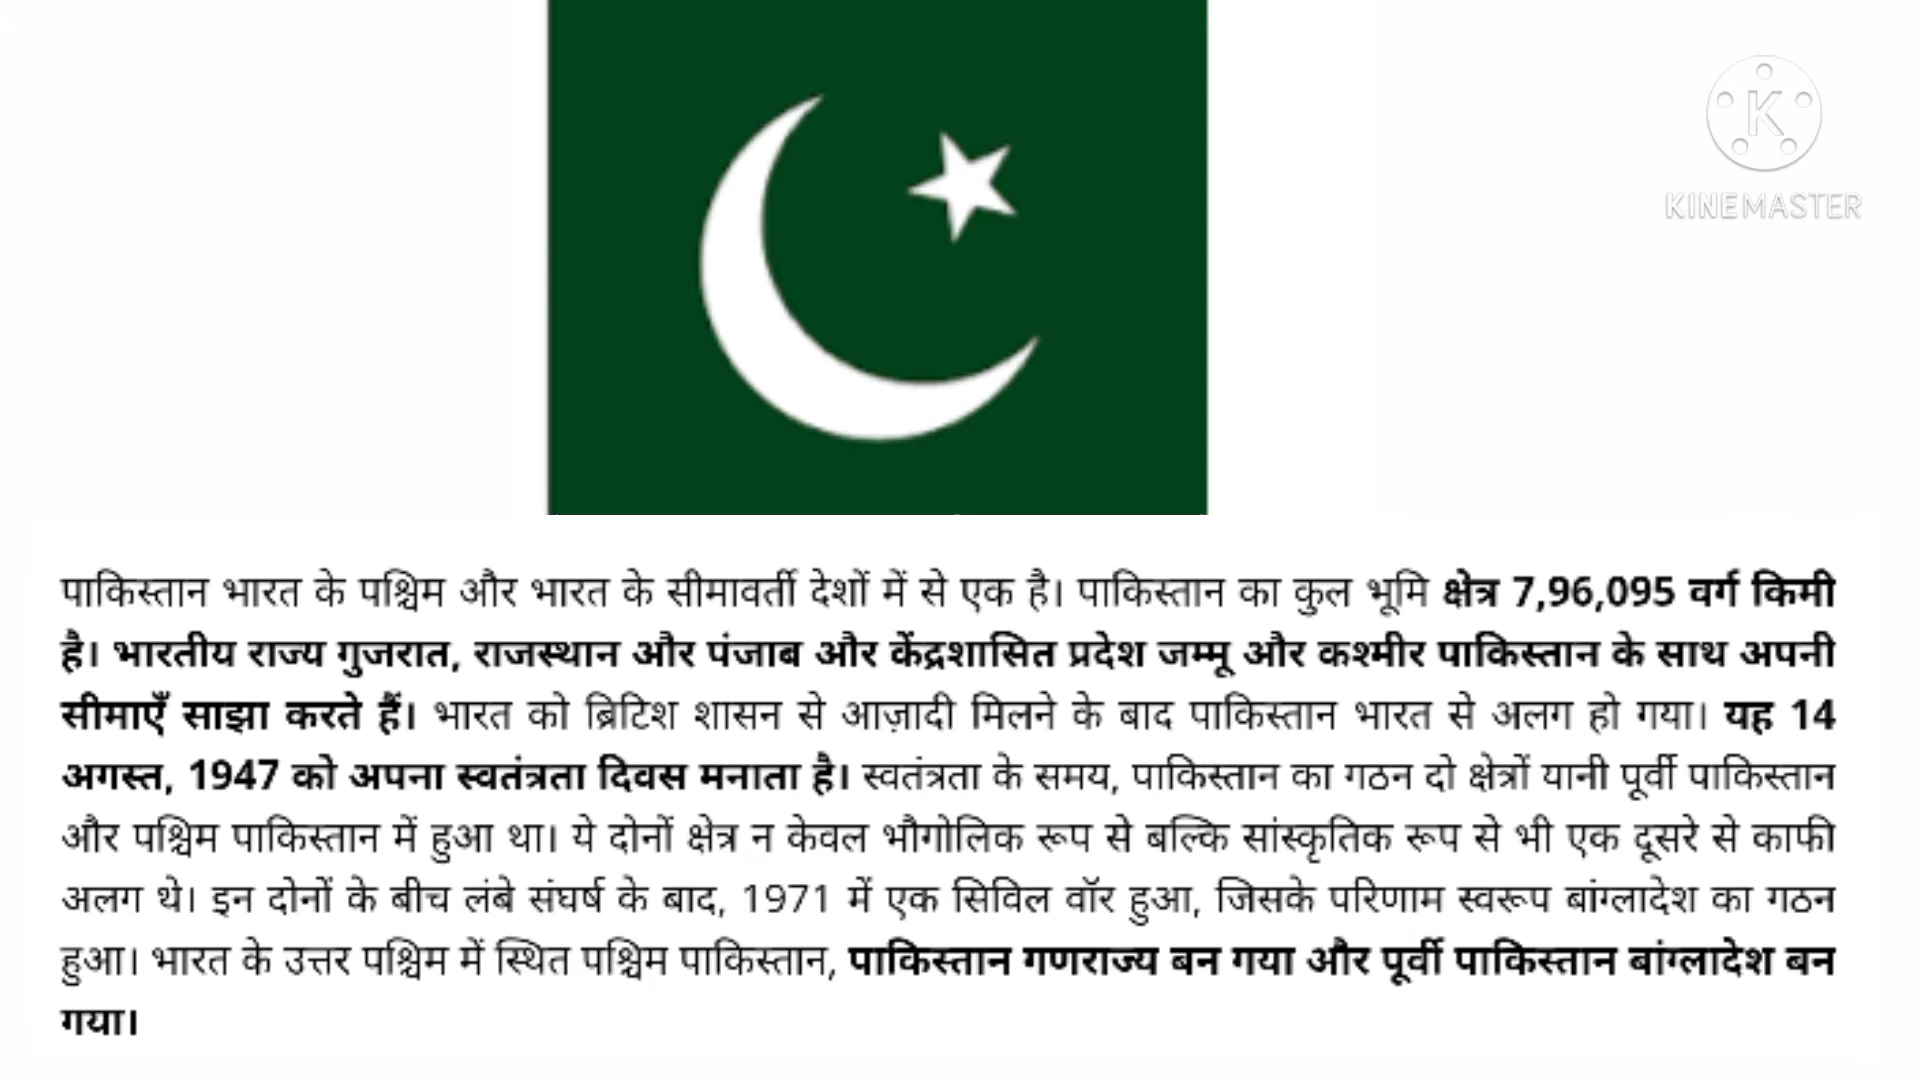 K
KINEMASTER
पाकिस्तान भारत के पश्चिम और भारत के सीमावर्ती देशों में से एक है। पाकिस्तान का कुल भूमि क्षेत्र 7,96,095 वर्ग किमी
है। भारतीय राज्य गुजरात, राजस्थान और पंजाब और केंद्रशासित प्रदेश जम्मू और कश्मीर पाकिस्तान के साथ अपनी
सीमाएँ साझा करते हैं। भारत को ब्रिटिश शासन से आज़ादी मिलने के बाद पाकिस्तान भारत से अलग हो गया। यह 14
अगस्त, 1947 को अपना स्वतंत्रता दिवस मनाता है। स्वतंत्रता के समय, पाकिस्तान का गठन दो क्षेत्रों यानी पूर्वी पाकिस्तान
और पश्चिम पाकिस्तान में हुआ था। ये दोनों क्षेत्र न केवल भौगोलिक रूप से बल्कि सांस्कृतिक रूप से भी एक दूसरे से काफी
अलग थे। इन दोनों के बीच लंबे संघर्ष के बाद, 1971 में एक सिविल वॉर हुआ, जिसके परिणाम स्वरूप बांग्लादेश का गठन
हुआ। भारत के उत्तर पश्चिम में स्थित पश्चिम पाकिस्तान, पाकिस्तान गणराज्य बन गया और पूर्वी पाकिस्तान बांग्लादेश बन
गया।